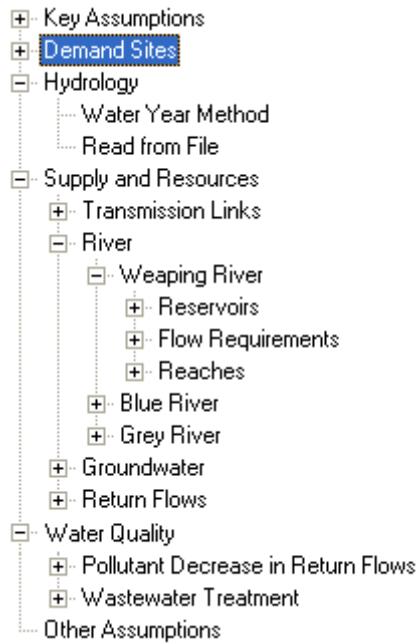 Key Assumptions
Demand Sites
Hydrology
Water Year Method
Read from File
Supply and Resources
Transmission Links
River
Weaping River
Reservoirs
Flow Requirements
Reaches
Blue River
Grey River
Groundwater
Return Flows
Water Quality
Pollutant Decrease in Return Flows
Wastewater Treatment
Other Assumptions